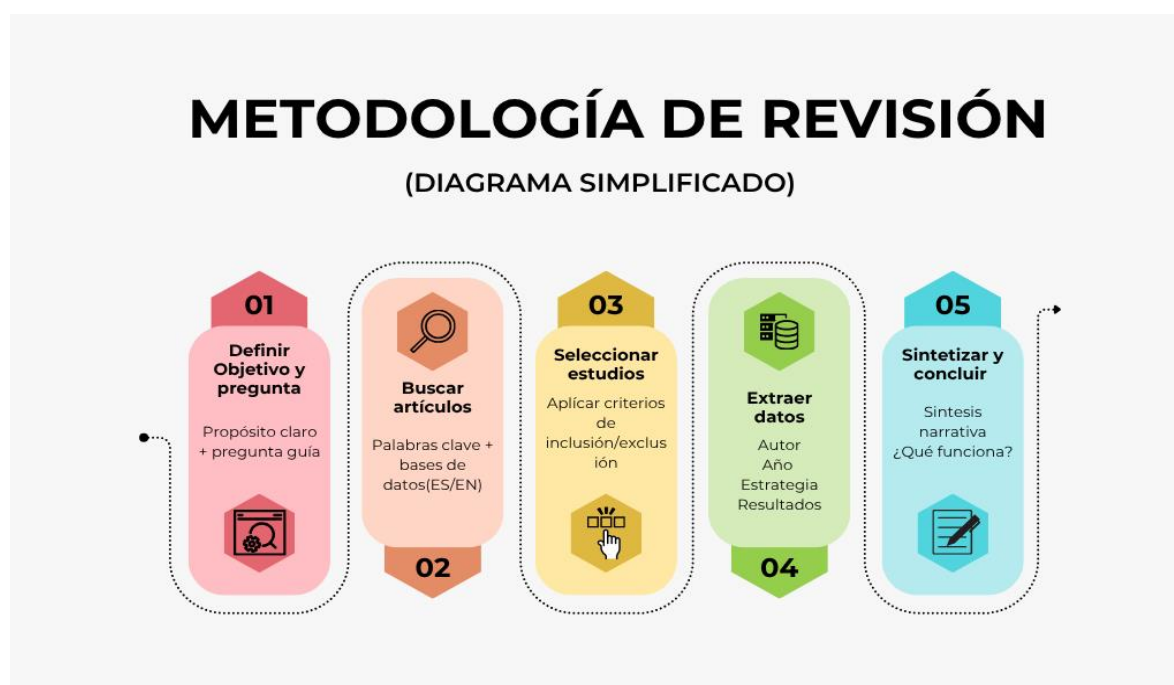 METODOLOGÍA DE REVISIÓN
(DIAGRAMA SIMPLIFICADO)
01
Definir
Objetivo y
pregunta
Propósito claro
+ pregunta guía
Buscar
artículos
Palabras clave +
bases de
datos(ES/EN)
02
03
Seleccionar
estudios
Aplícar criterios
de
inclusión/exclus
ión
Extraer
datos
Autor
Año
Estrategia
Resultados
04
05
Sintetizar y
concluir
Sintesis
narrativa
¿Qué funciona?